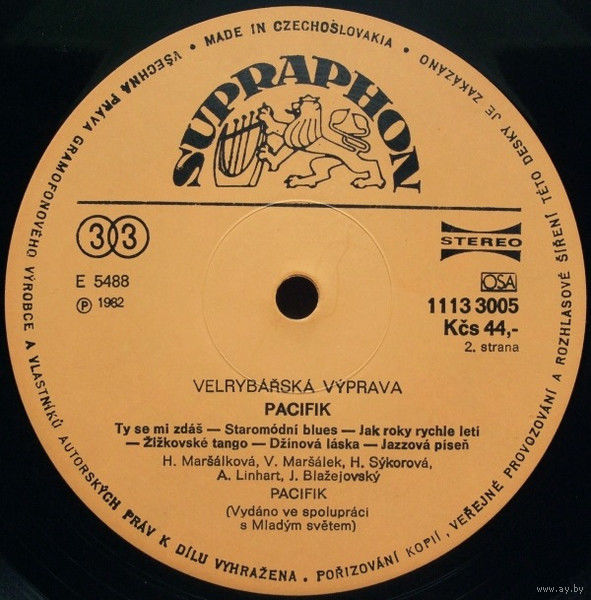 VŠECHNA PRÁVA GRAMOFONOVÉHO VÝROBCE A VLASTNÍKŮ AUTORSKÝCH PRÁV K DÍLU VYHRAŽENA • POŘIZOVÁNÍ KOPIÍ, VEŘEJNÉ PROVOZOVÁNÍ A ROZHLASOVÉ ŠÍŘENÍ TÉTO DESKY JE ZAKÁZÁNO
• MADE IN CZECHOSLOVAKIA •
SUPRAPHON
33
STEREO
E 5488
OSA
Ⓟ 1982
1113 3005
Kčs 44,-
2. strana
VELRYBÁŘSKÁ VÝPRAVA
PACIFIK
Ty se mi zdáš — Staromódní blues — Jak roky rychle letí
— Žižkovské tango — Džínová láska — Jazzová píseň
H. Maršálková, V. Maršálek, H. Sýkorová,
A. Linhart, J. Blažejovský
PACIFIK
(Vydáno ve spolupráci
s Mladým světem)
www.ay.by